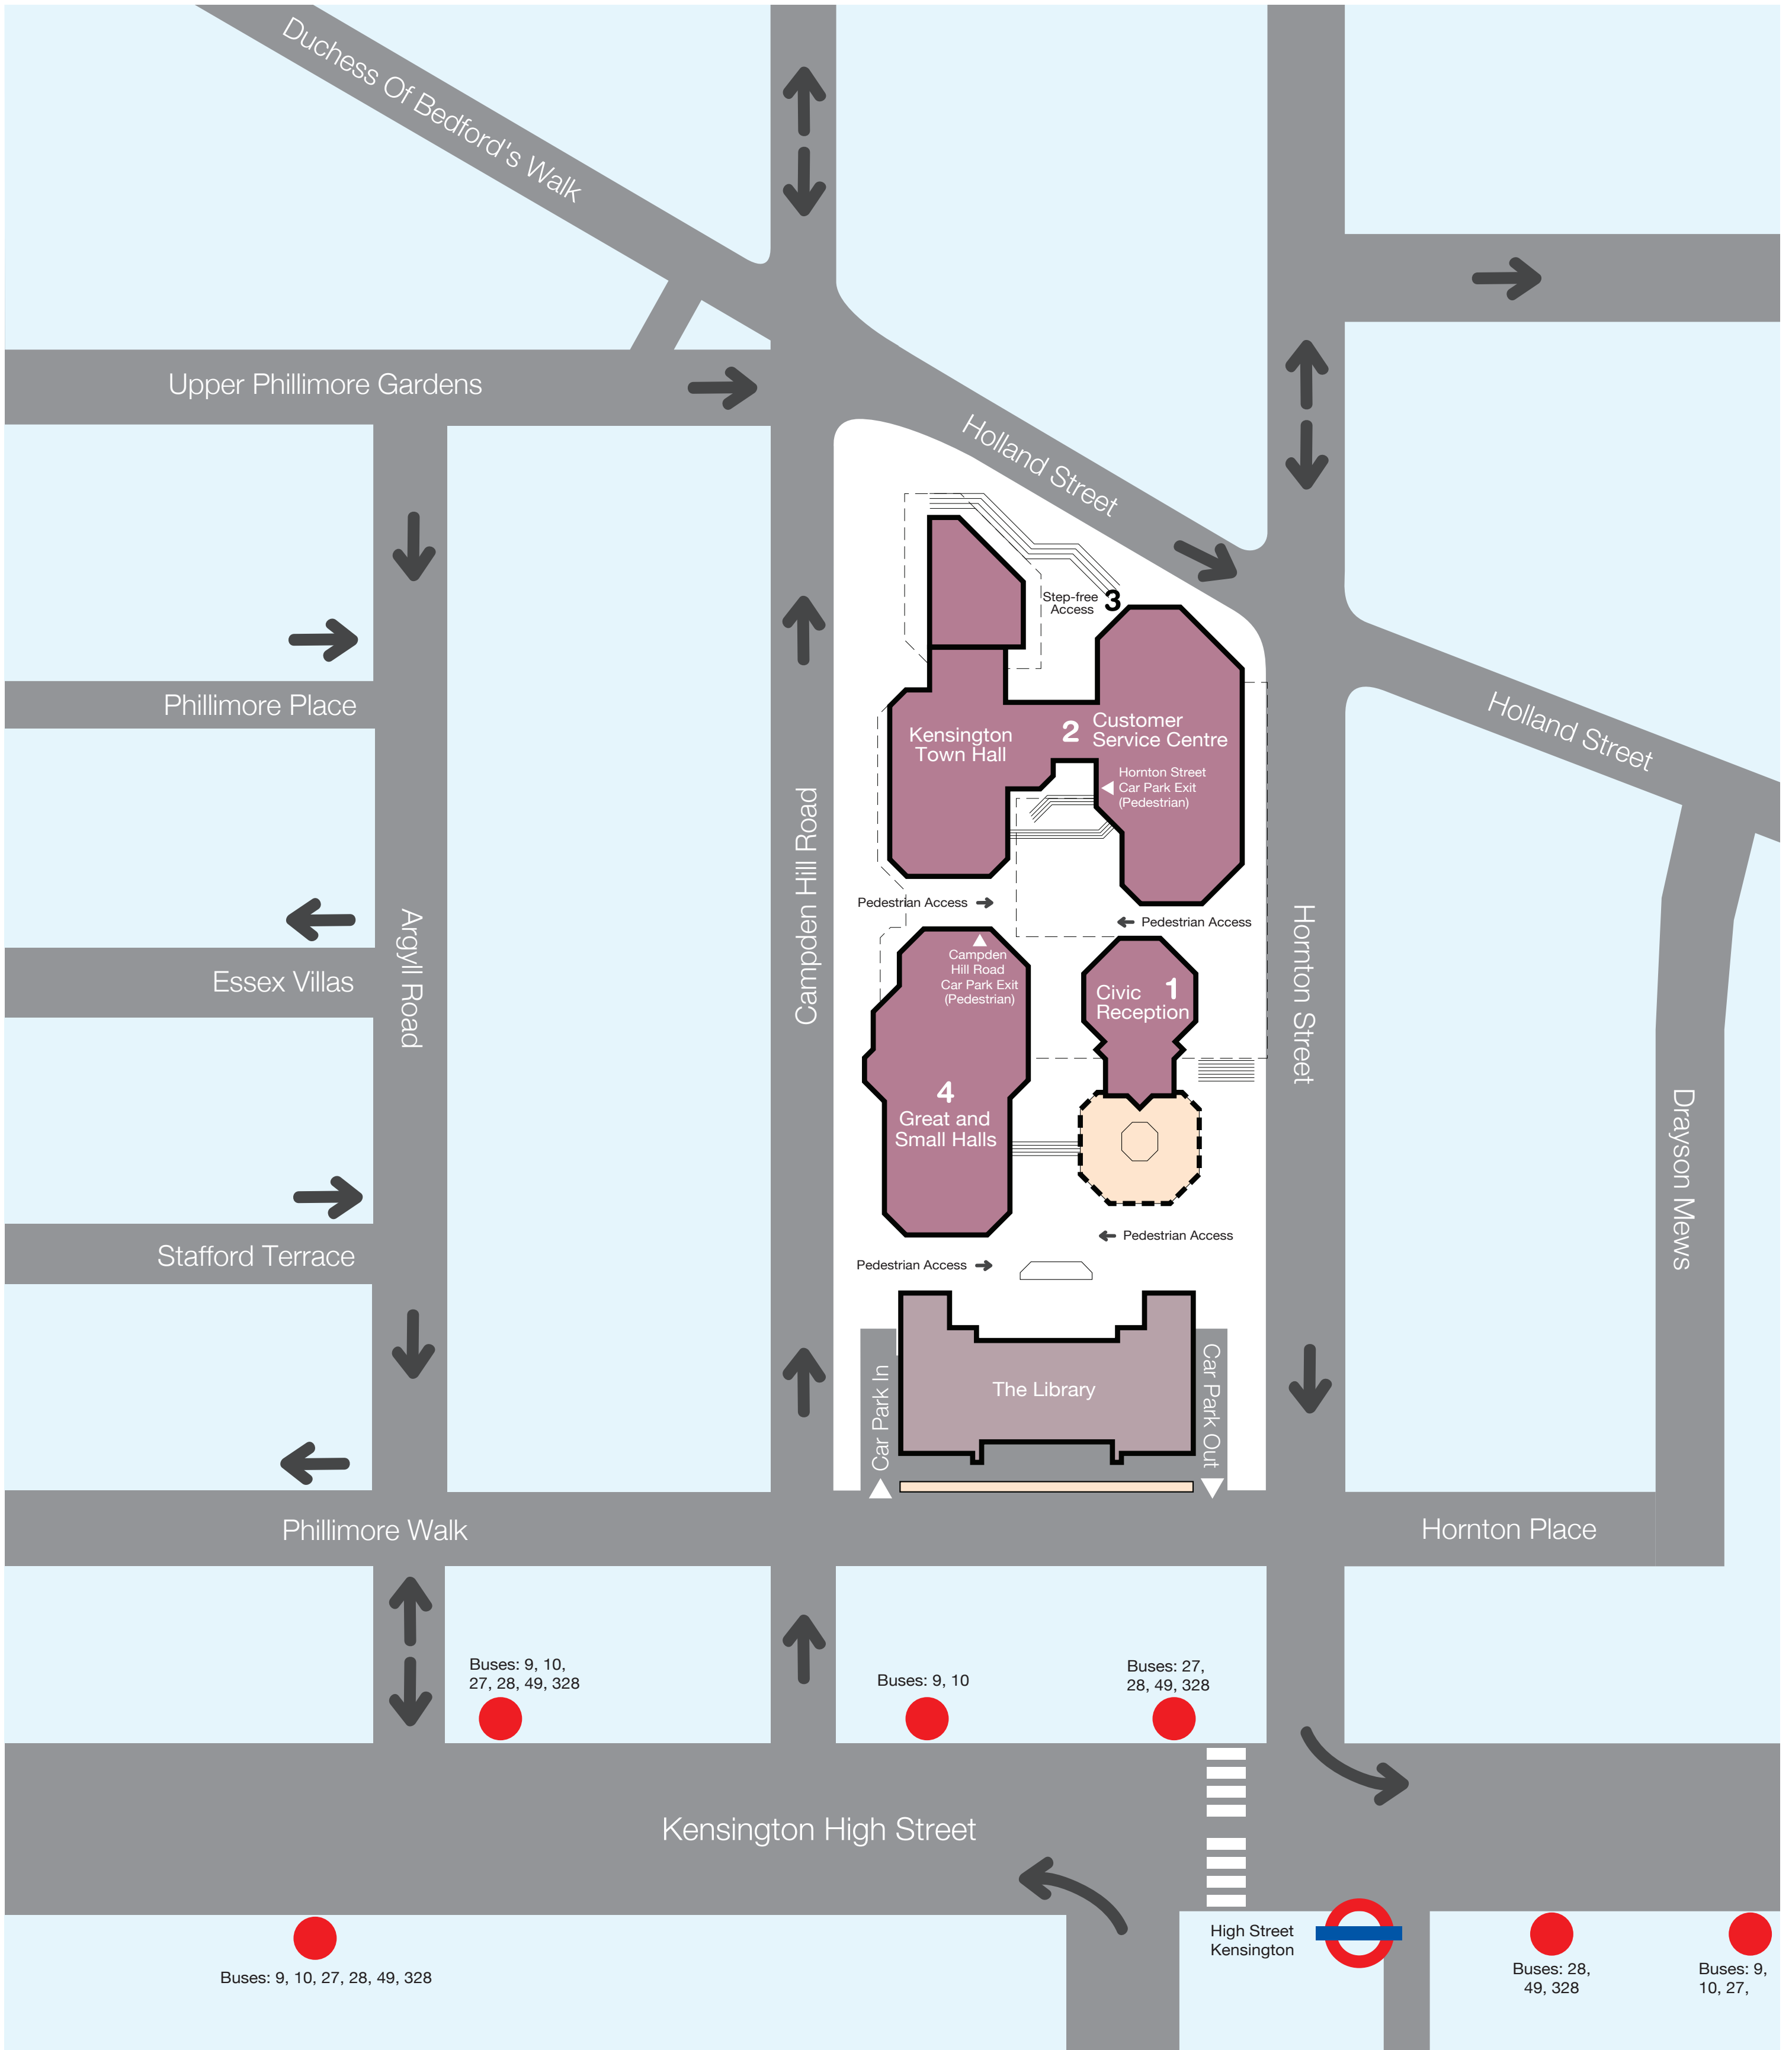 Duchess Of Bedford's Walk
Upper Phillimore Gardens
Holland Street
Step-free
Access
3
Phillimore Place
Holland Street
Kensington
Town Hall
2
Customer
Service Centre
Hornton Street
Car Park Exit
(Pedestrian)
Campden Hill Road
Argyll Road
Hornton Street
Pedestrian Access
Pedestrian Access
Essex Villas
Campden
Hill Road
Car Park Exit
(Pedestrian)
Civic
Reception
1
4
Great and
Small Halls
Drayson Mews
Stafford Terrace
Pedestrian Access
Pedestrian Access
Car Park In
The Library
Car Park Out
Phillimore Walk
Hornton Place
Buses: 9, 10,
27, 28, 49, 328
Buses: 9, 10
Buses: 27,
28, 49, 328
Kensington High Street
High Street
Kensington
Buses: 9, 10, 27, 28, 49, 328
Buses: 28,
49, 328
Buses: 9,
10, 27,